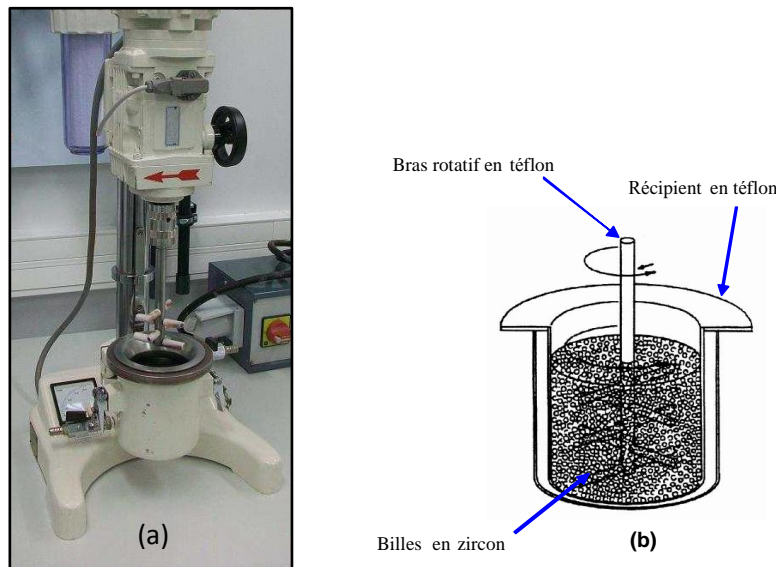 Bras rotatif en téflon
Récipient en téflon
Billes en zircon
(a)
(b)